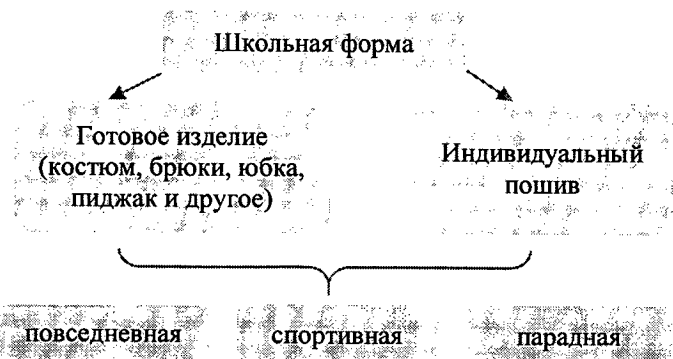 Школьная форма
Готовое изделие
(костюм, брюки, юбка,
пиджак и другое)
Индивидуальный
пошив
повседневная
спортивная
парадная